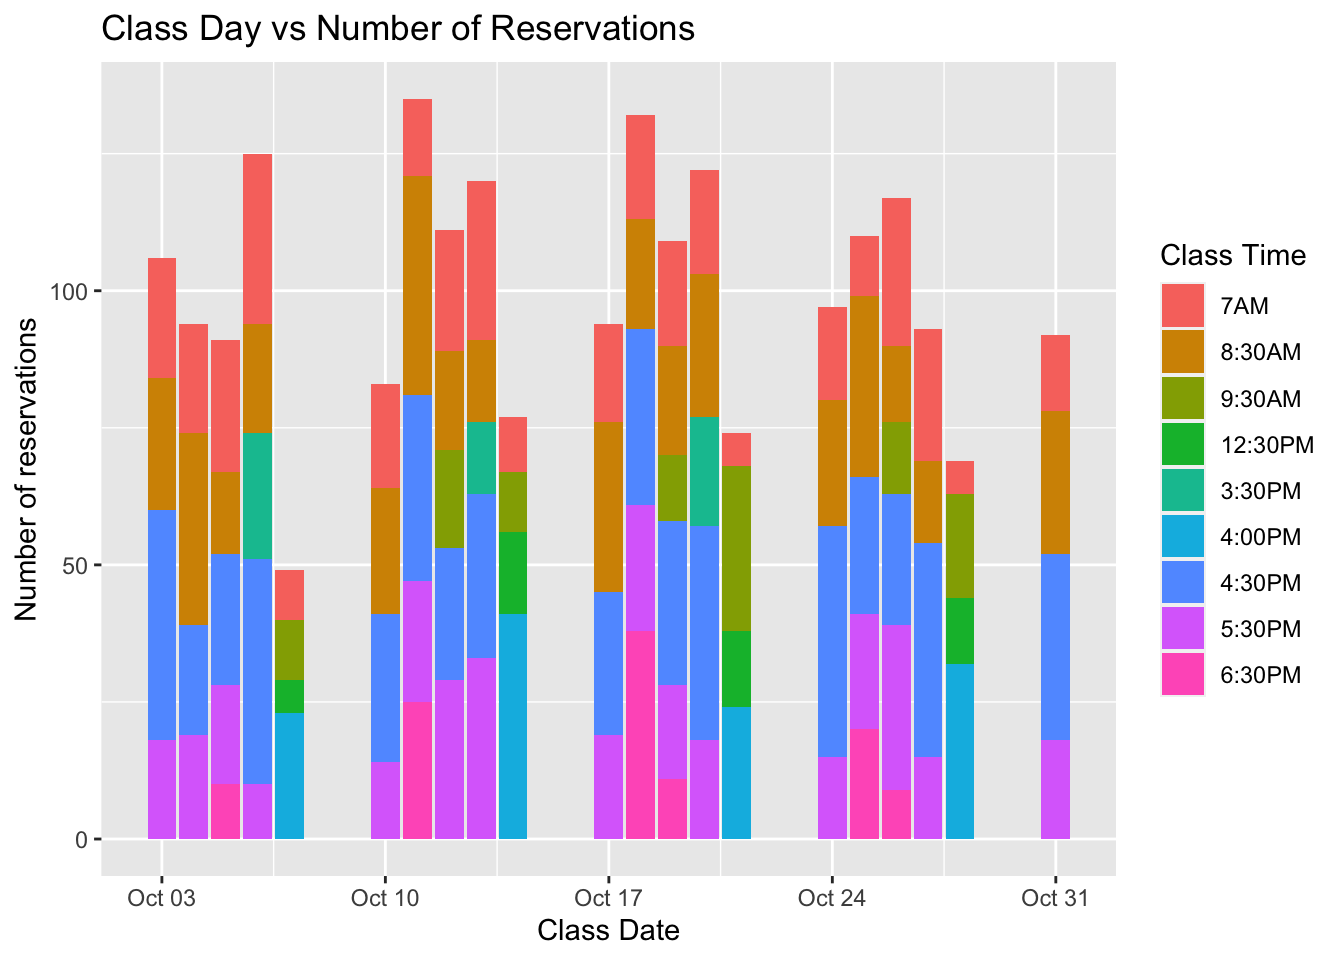 Class Day vs Number of Reservations
Number of reservations
100
50
0
Oct 03
Oct 10
Oct 17
Oct 24
Oct 31
Class Date
Class Time
7AM
8:30AM
9:30AM
12:30PM
3:30PM
4:00PM
4:30PM
5:30PM
6:30PM